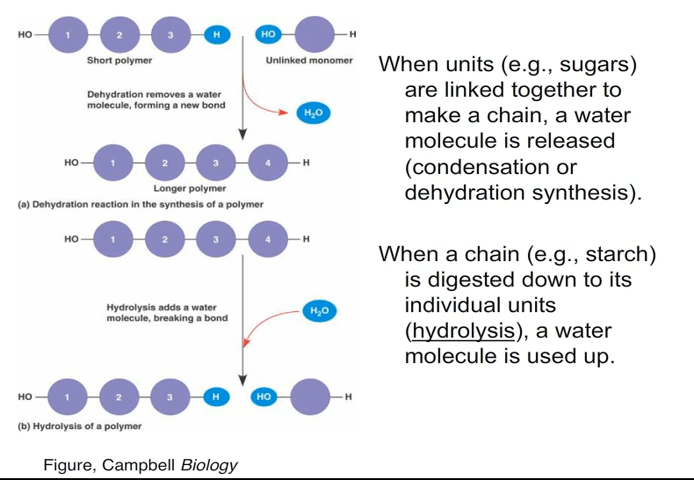 HO 1 2 3 H HO H
Short polymer Unlinked monomer
Dehydration removes a water
molecule, forming a new bond
H₂O
HO 1 2 3 4 H
Longer polymer
(a) Dehydration reaction in the synthesis of a polymer
HO 1 2 3 4 H
Hydrolysis adds a water
molecule, breaking a bond
H₂O
HO 1 2 3 H HO H
(b) Hydrolysis of a polymer
Figure, Campbell Biology
When units (e.g., sugars)
are linked together to
make a chain, a water
molecule is released
(condensation or
dehydration synthesis).
When a chain (e.g., starch)
is digested down to its
individual units
(hydrolysis), a water
molecule is used up.